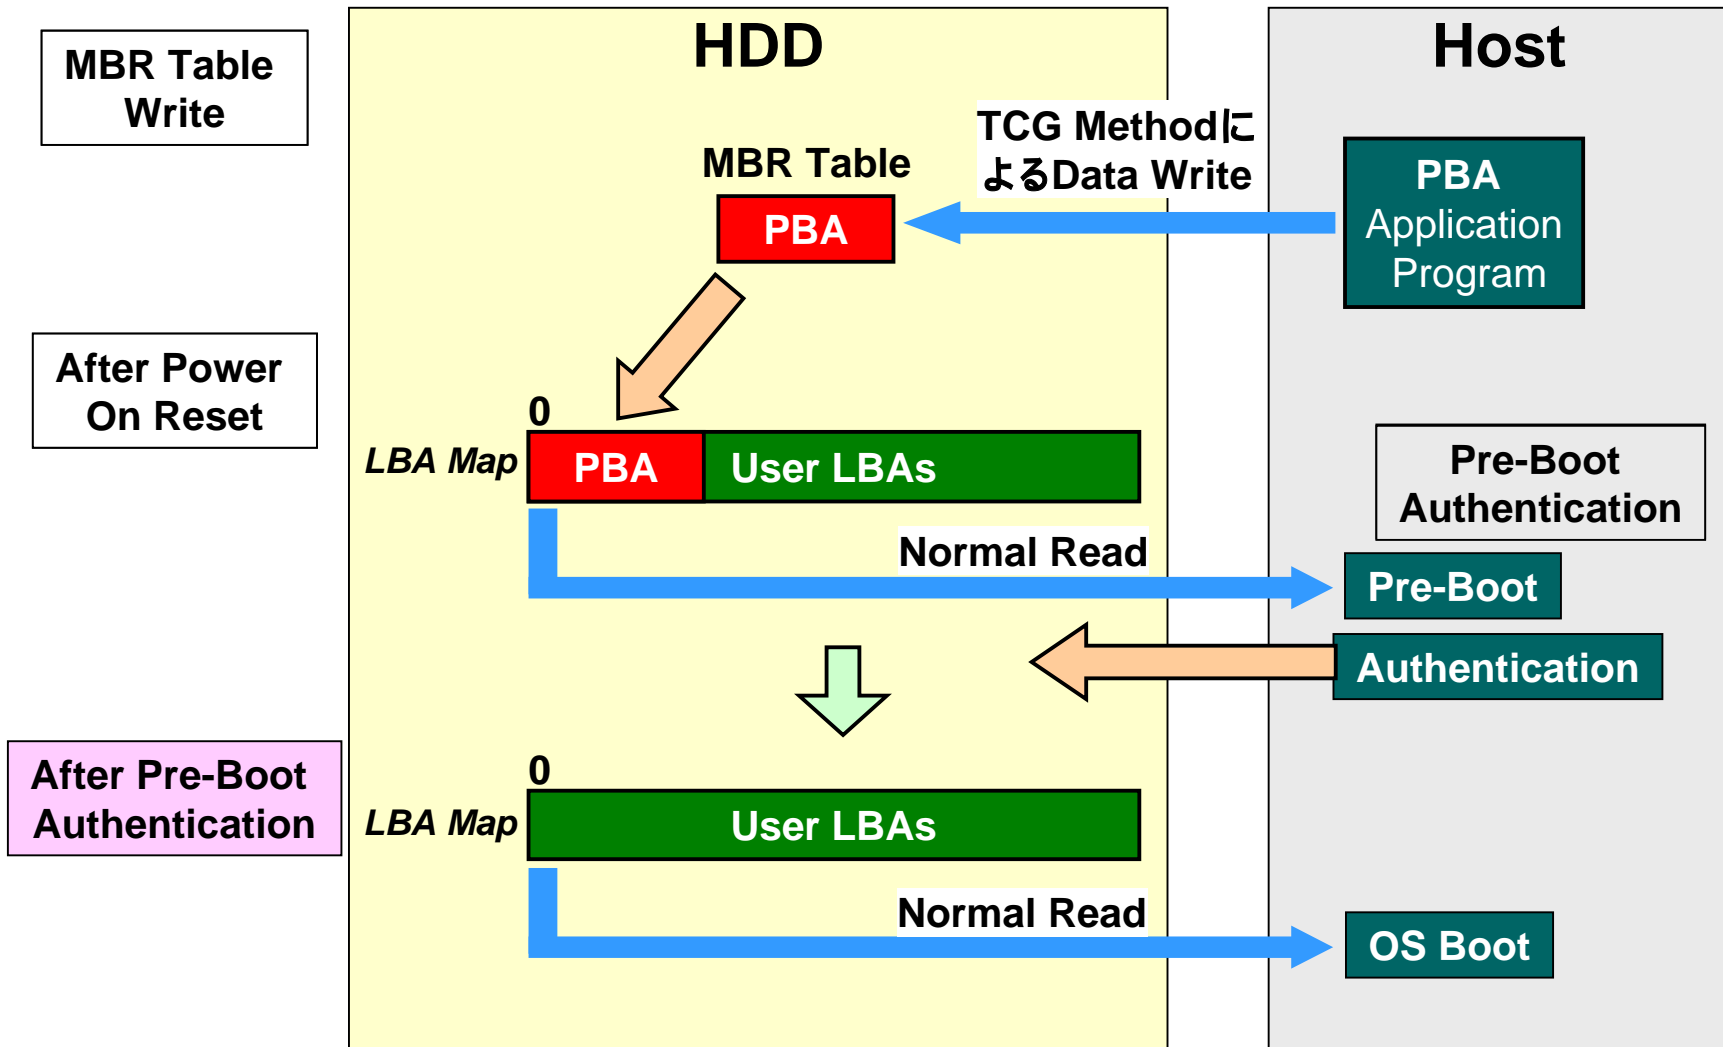 HDD
Host
MBR Table
Write
TCG Methodに
よるData Write
MBR Table
PBA
PBA
Application
Program
After Power
On Reset
0
LBA Map
PBA
User LBAs
Pre-Boot
Authentication
Normal Read
Pre-Boot
Authentication
After Pre-Boot
Authentication
0
LBA Map
User LBAs
Normal Read
OS Boot